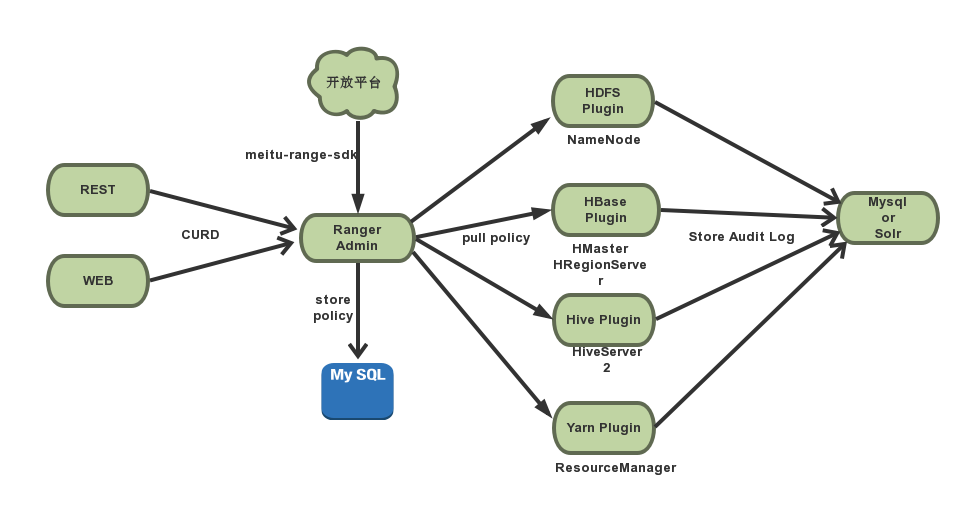 开放平台
meitu-range-sdk
REST
CURD
WEB
Ranger
Admin
store
policy
My SQL
HDFS
Plugin
NameNode
HBase
Plugin
pull policy
HMaster
HRegionServe
r
Hive Plugin
HiveServer
2
Yarn Plugin
ResourceManager
Store Audit Log
Mysql
or
Solr